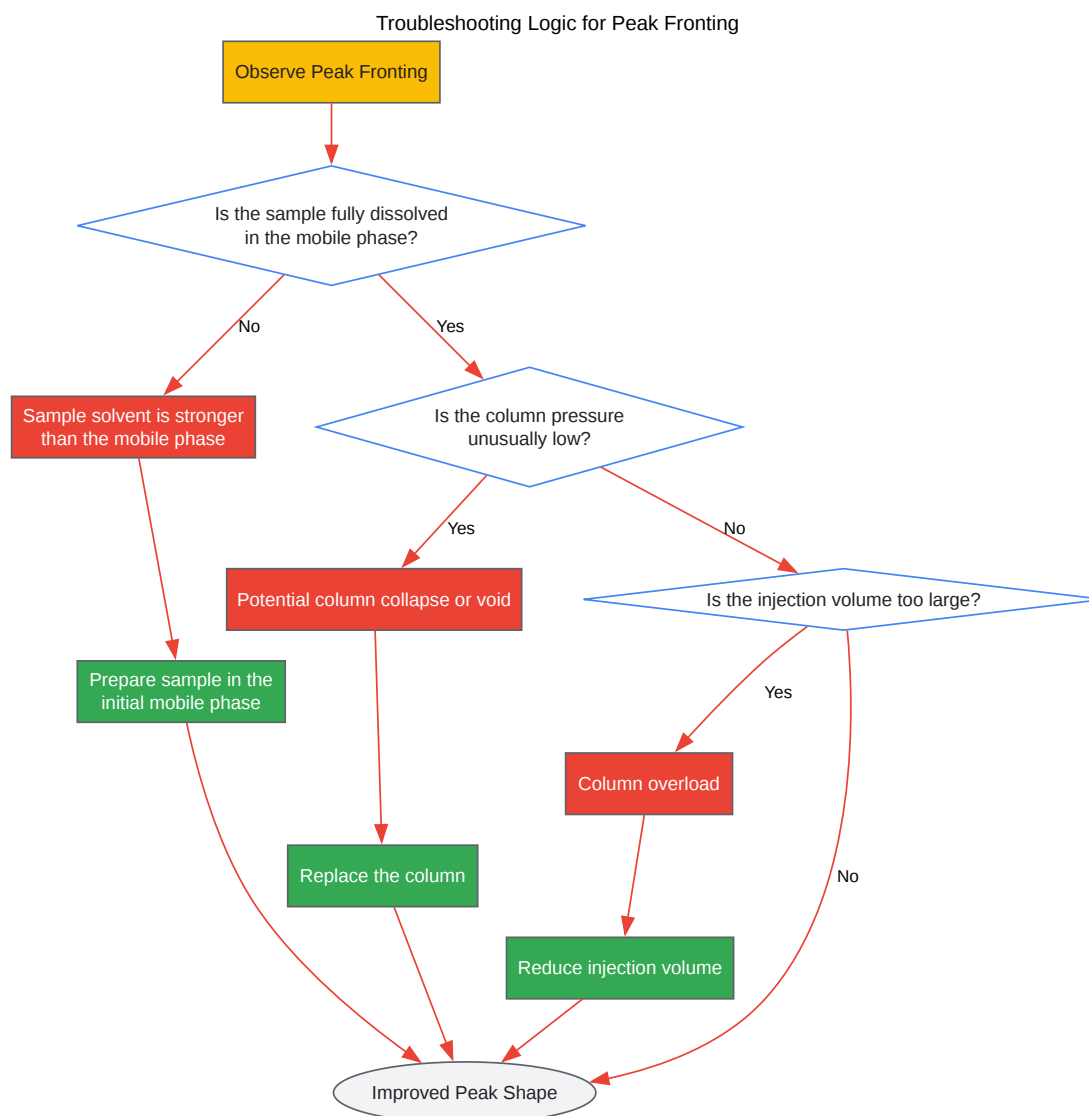 Troubleshooting Logic for Peak Fronting
Observe Peak Fronting
Is the sample fully dissolved
in the mobile phase?
No
Yes
Sample solvent is stronger
than the mobile phase
Is the column pressure
unusually low?
Yes
No
Potential column collapse or void
Is the injection volume too large?
Prepare sample in the
initial mobile phase
Yes
Column overload
Replace the column
No
Reduce injection volume
Improved Peak Shape